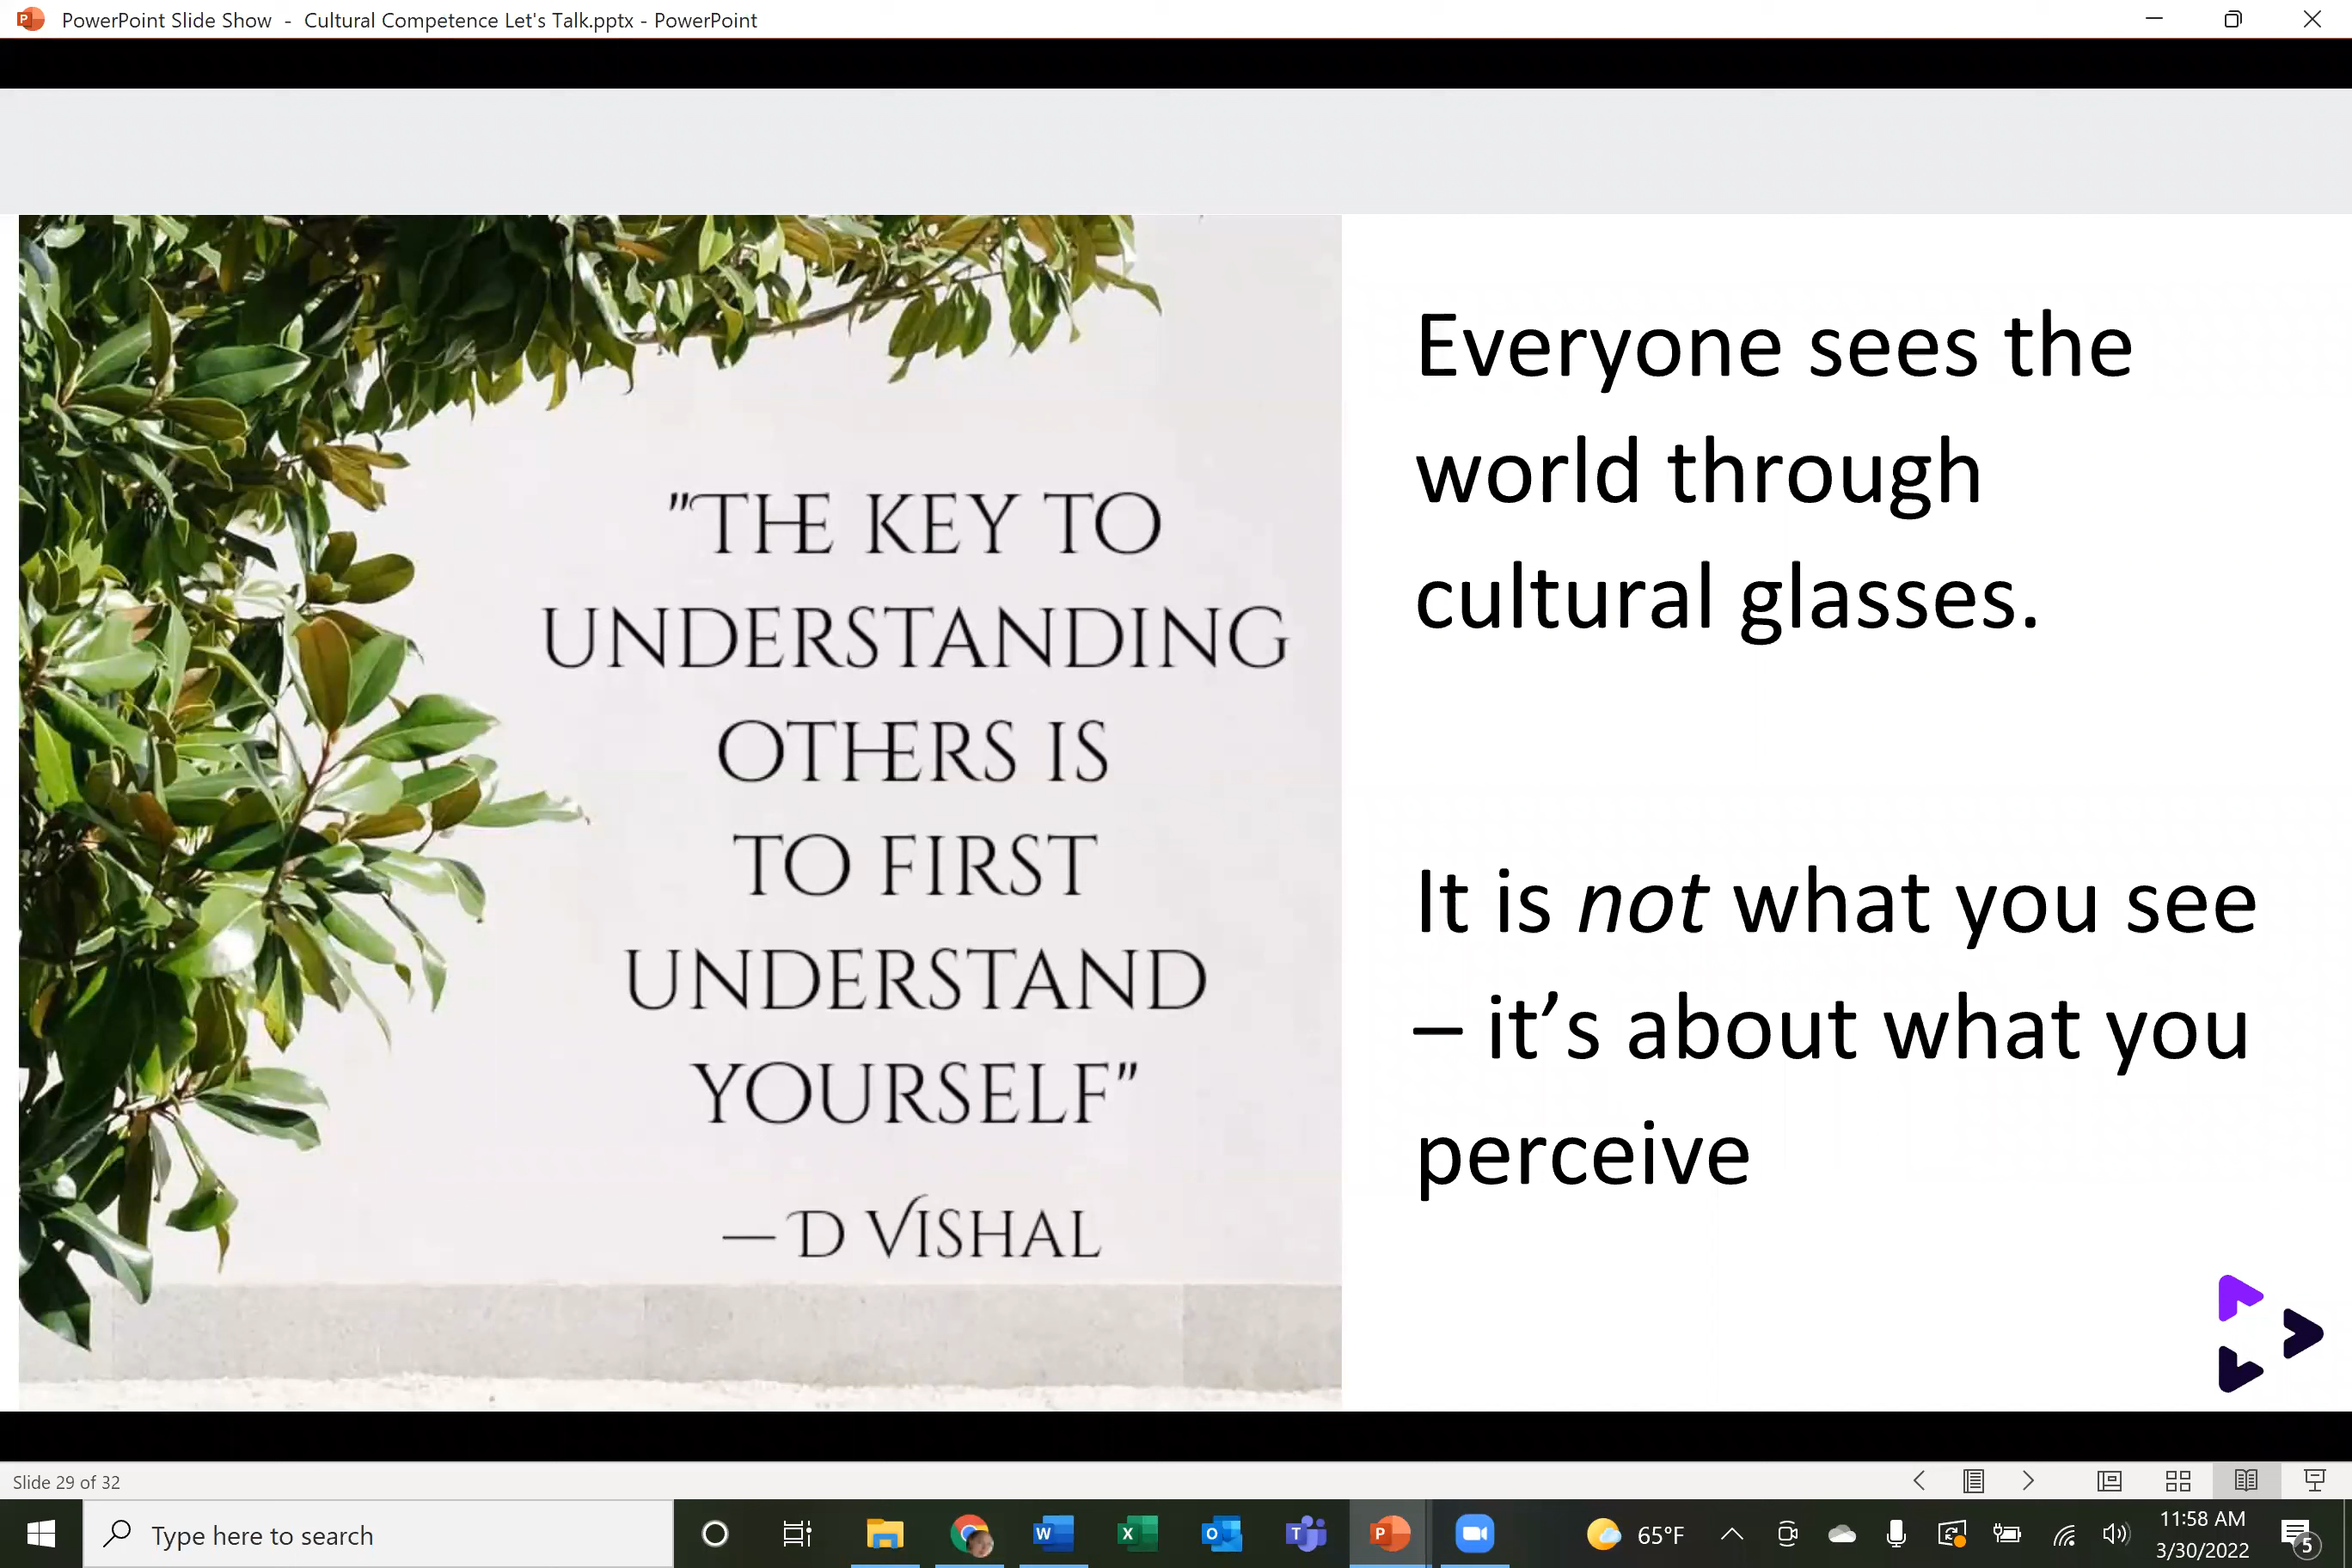 PowerPoint Slide Show - Cultural Competence Let's Talk.pptx - PowerPoint
"THE KEY TO
UNDERSTANDING
OTHERS IS
TO FIRST
UNDERSTAND
YOURSELF"
— D VISHAL
Everyone sees the
world through
cultural glasses.
It is not what you see
– it’s about what you
perceive
Slide 29 of 32
Type here to search
65°F
11:58 AM
3/30/2022
5